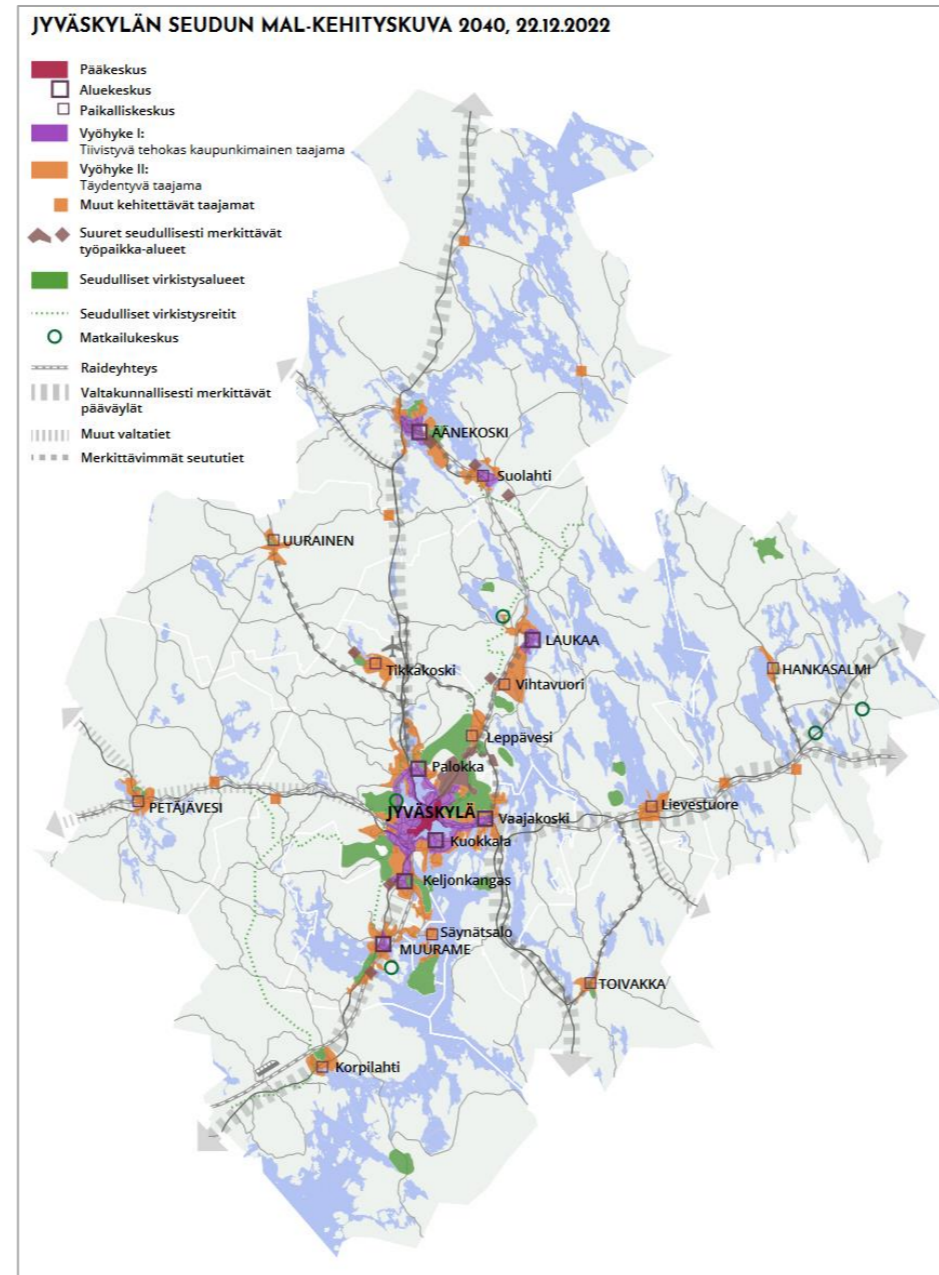 JYVÄSKYLÄN SEUDUN MAL-KEHITYSKUVA 2040, 22.12.2022
Pääkeskus
Aluekeskus
Paikalliskeskus
Vyöhyke I:
Tiivistyvä tehokas kaupunkimainen taajama
Vyöhyke II:
Täydentyvä taajama
Muut kehitettävät taajamat
Suuret seudullisesti merkittävät
työpaikka-alueet
Seudulliset virkistysalueet
Seudulliset virkistysreitit
Matkailukeskus
Raideyhteys
Valtakunnallisesti merkittävät
pääväylät
Muut valtatiet
Merkittävimmät seututiet
ÄÄNEKOSKI
Suolahti
UURAINEN
LAUKAA
Tikkakoski
HANKASALMI
Vihtavuori
Leppävesi
Palokka
PETÄJÄVESI
Lievestuore
JYVÄSKYLÄ
Vaajakoski
Kuokkala
Keljonkangas
Säynätsalo
MUURAME
TOIVAKKA
Korpilahti